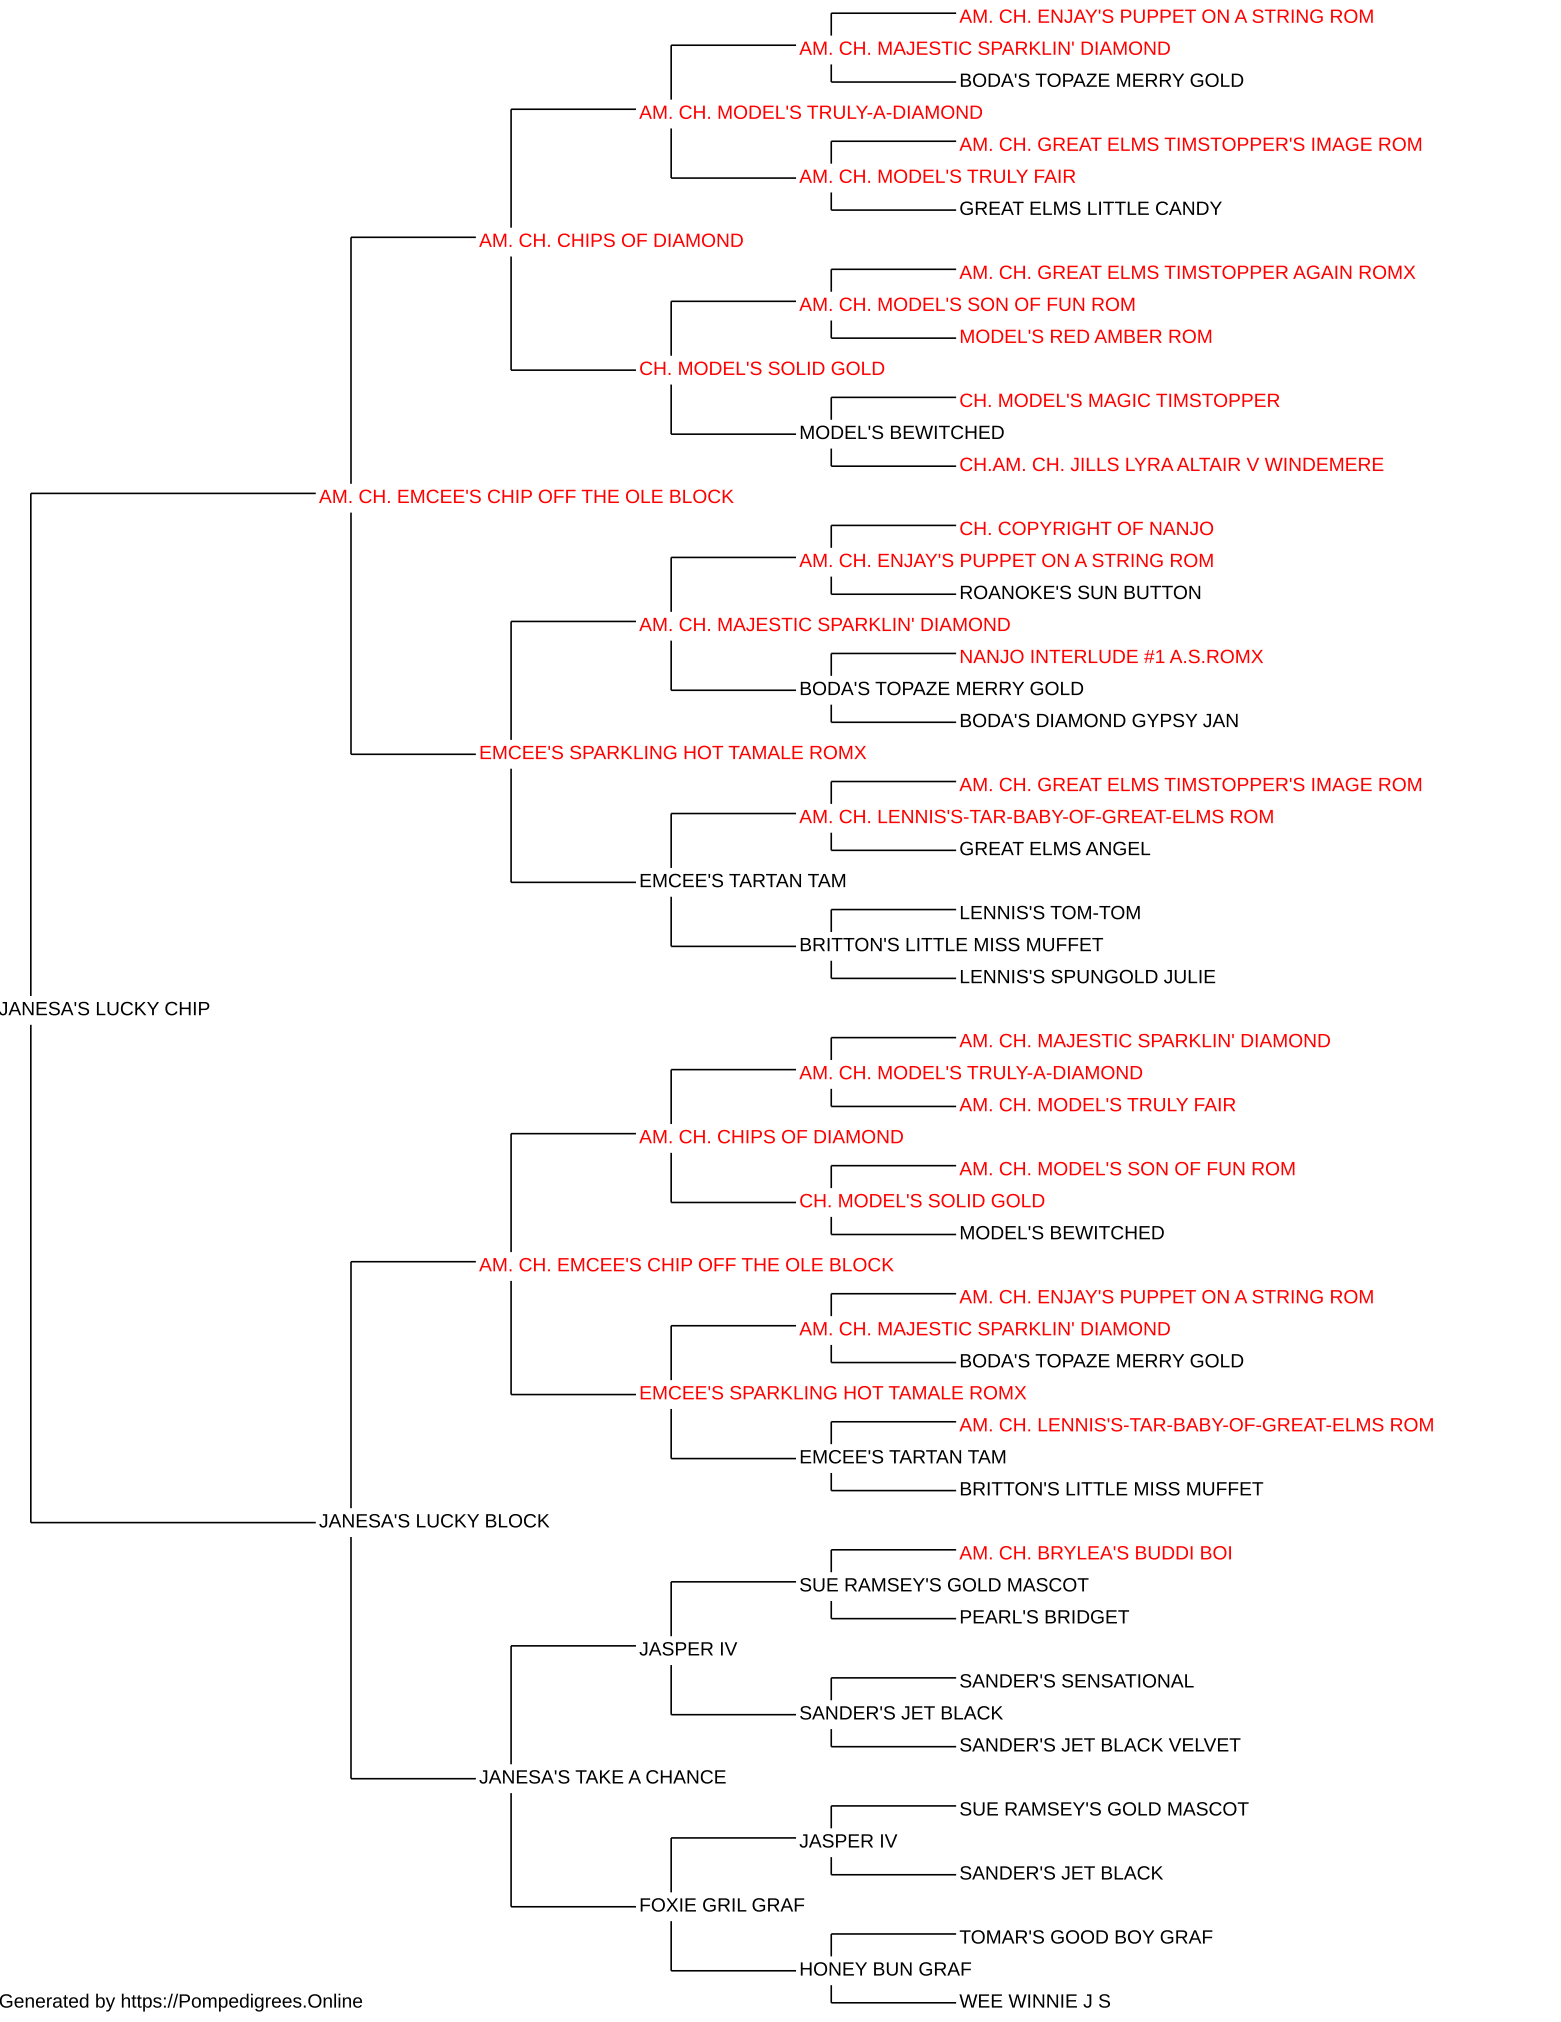 AM. CH. ENJAY'S PUPPET ON A STRING ROM
AM. CH. MAJESTIC SPARKLIN' DIAMOND
BODA'S TOPAZE MERRY GOLD
AM. CH. MODEL'S TRULY-A-DIAMOND
AM. CH. GREAT ELMS TIMSTOPPER'S IMAGE ROM
AM. CH. MODEL'S TRULY FAIR
GREAT ELMS LITTLE CANDY
AM. CH. CHIPS OF DIAMOND
AM. CH. GREAT ELMS TIMSTOPPER AGAIN ROMX
AM. CH. MODEL'S SON OF FUN ROM
MODEL'S RED AMBER ROM
CH. MODEL'S SOLID GOLD
CH. MODEL'S MAGIC TIMSTOPPER
MODEL'S BEWITCHED
CH.AM. CH. JILLS LYRA ALTAIR V WINDEMERE
AM. CH. EMCEE'S CHIP OFF THE OLE BLOCK
CH. COPYRIGHT OF NANJO
AM. CH. ENJAY'S PUPPET ON A STRING ROM
ROANOKE'S SUN BUTTON
AM. CH. MAJESTIC SPARKLIN' DIAMOND
NANJO INTERLUDE #1 A.S.ROMX
BODA'S TOPAZE MERRY GOLD
BODA'S DIAMOND GYPSY JAN
EMCEE'S SPARKLING HOT TAMALE ROMX
AM. CH. GREAT ELMS TIMSTOPPER'S IMAGE ROM
AM. CH. LENNIS'S-TAR-BABY-OF-GREAT-ELMS ROM
GREAT ELMS ANGEL
EMCEE'S TARTAN TAM
LENNIS'S TOM-TOM
BRITTON'S LITTLE MISS MUFFET
LENNIS'S SPUNGOLD JULIE
JANESA'S LUCKY CHIP
AM. CH. MAJESTIC SPARKLIN' DIAMOND
AM. CH. MODEL'S TRULY-A-DIAMOND
AM. CH. MODEL'S TRULY FAIR
AM. CH. CHIPS OF DIAMOND
AM. CH. MODEL'S SON OF FUN ROM
CH. MODEL'S SOLID GOLD
MODEL'S BEWITCHED
AM. CH. EMCEE'S CHIP OFF THE OLE BLOCK
AM. CH. ENJAY'S PUPPET ON A STRING ROM
AM. CH. MAJESTIC SPARKLIN' DIAMOND
BODA'S TOPAZE MERRY GOLD
EMCEE'S SPARKLING HOT TAMALE ROMX
AM. CH. LENNIS'S-TAR-BABY-OF-GREAT-ELMS ROM
EMCEE'S TARTAN TAM
BRITTON'S LITTLE MISS MUFFET
JANESA'S LUCKY BLOCK
AM. CH. BRYLEA'S BUDDI BOI
SUE RAMSEY'S GOLD MASCOT
PEARL'S BRIDGET
JASPER IV
SANDER'S SENSATIONAL
SANDER'S JET BLACK
SANDER'S JET BLACK VELVET
JANESA'S TAKE A CHANCE
SUE RAMSEY'S GOLD MASCOT
JASPER IV
SANDER'S JET BLACK
FOXIE GRIL GRAF
TOMAR'S GOOD BOY GRAF
HONEY BUN GRAF
WEE WINNIE J S
Generated by https://Pompedigrees.Online